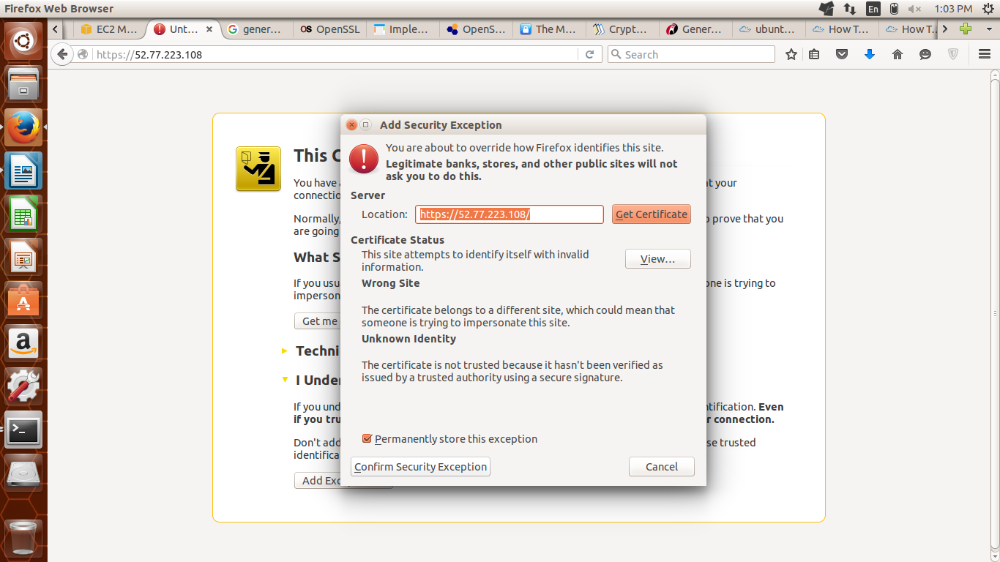 Firefox Web Browser
En
1:03 PM
EC2 M...
Unt...
gener...
OpenSSL
Imple...
OpenS...
The M...
Crypt...
Gener...
ubunt...
How T...
How T...
https://52.77.223.108
Search
Add Security Exception
You are about to override how Firefox identifies this site.
Legitimate banks, stores, and other public sites will not
ask you to do this.
Server
Location:
https://52.77.223.108/
Get Certificate
Certificate Status
This site attempts to identify itself with invalid
information.
View...
Wrong Site
The certificate belongs to a different site, which could mean that
someone is trying to impersonate this site.
Unknown Identity
The certificate is not trusted because it hasn't been verified as
issued by a trusted authority using a secure signature.
Permanently store this exception
Confirm Security Exception
Cancel
This C
You have a
at your
connectio
Normally,
o prove that you
are going
What S
If you usu
one is trying to
imperson
Get me
Techni
I Under
If you und
ntification. Even
if you tru
r connection.
Don't add
se trusted
identifica
Add Exc